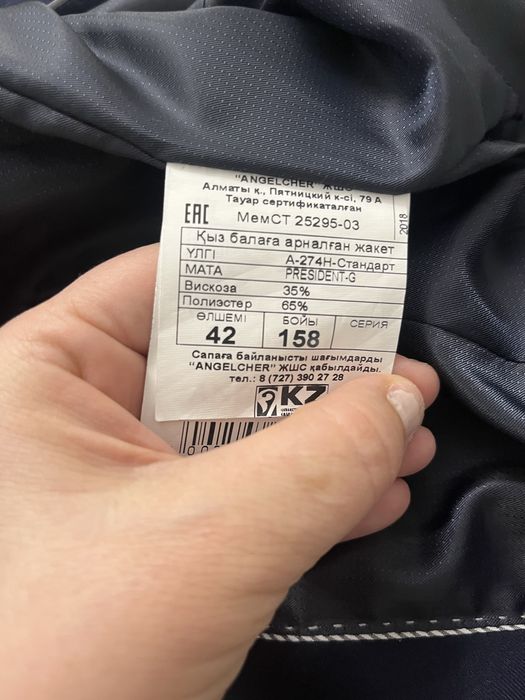 "ANGELCHER" ЖШС
Алматы қ., Пятницкий к-сі, 79 А
Тауар сертификатталған
ЕАС МемСТ 25295-03
2018
Қыз балаға арналған жакет
ҮЛГІ А-274Н-Стандарт
МАТА PRESIDENT-G
Вискоза 35%
Полиэстер 65%
ӨЛШЕМІ БОЙЫ СЕРИЯ
42 158
Сапаға байланысты шағымдарды
"ANGELCHER" ЖШС қабылдайды.
тел.: 8 (727) 390 27 28
KZ